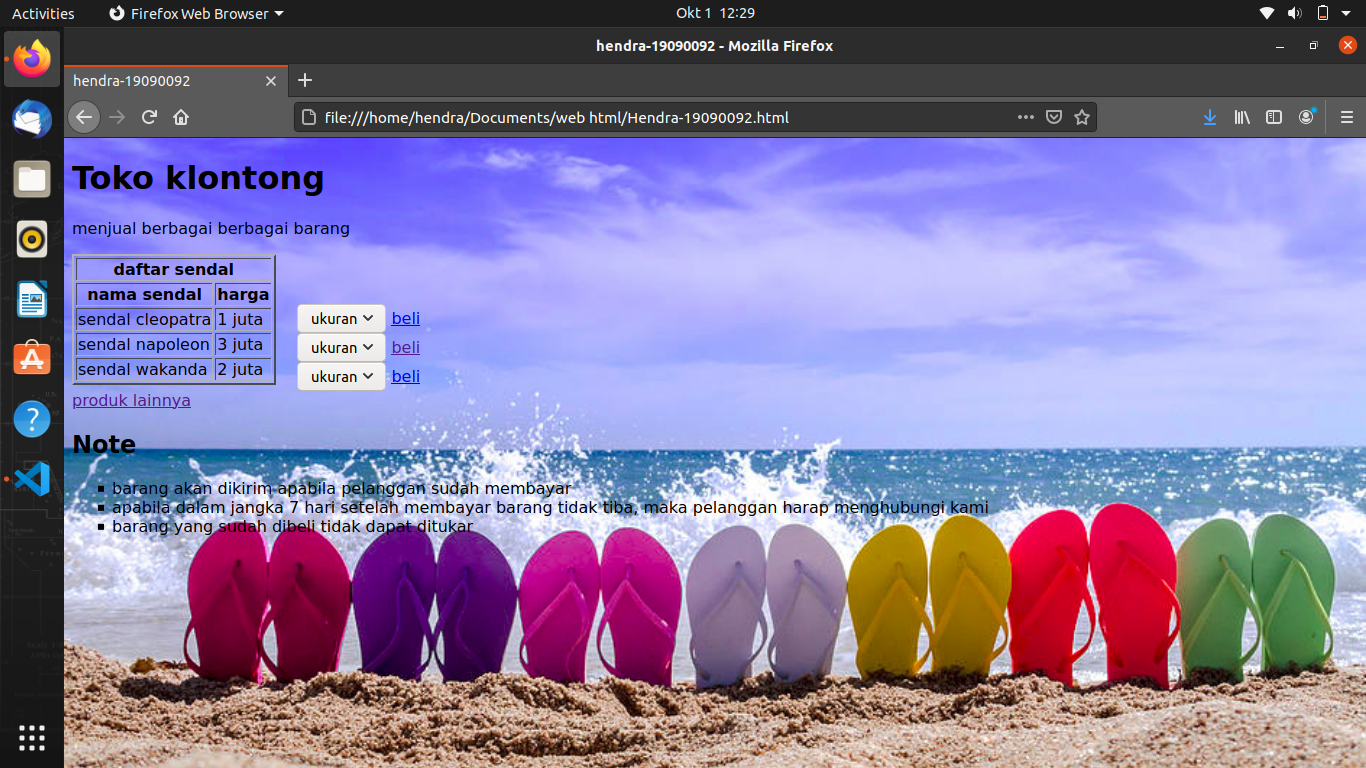 Activities Firefox Web Browser Okt 1 12:29
hendra-19090092 - Mozilla Firefox
hendra-19090092
file:///home/hendra/Documents/web html/Hendra-19090092.html
Toko klontong
menjual berbagai berbagai barang
daftar sendal
nama sendal harga
sendal cleopatra 1 juta ukuran beli
sendal napoleon 3 juta ukuran beli
sendal wakanda 2 juta ukuran beli
produk lainnya
Note
barang akan dikirim apabila pelanggan sudah membayar
apabila dalam jangka 7 hari setelah membayar barang tidak tiba, maka pelanggan harap menghubungi kami
barang yang sudah dibeli tidak dapat ditukar